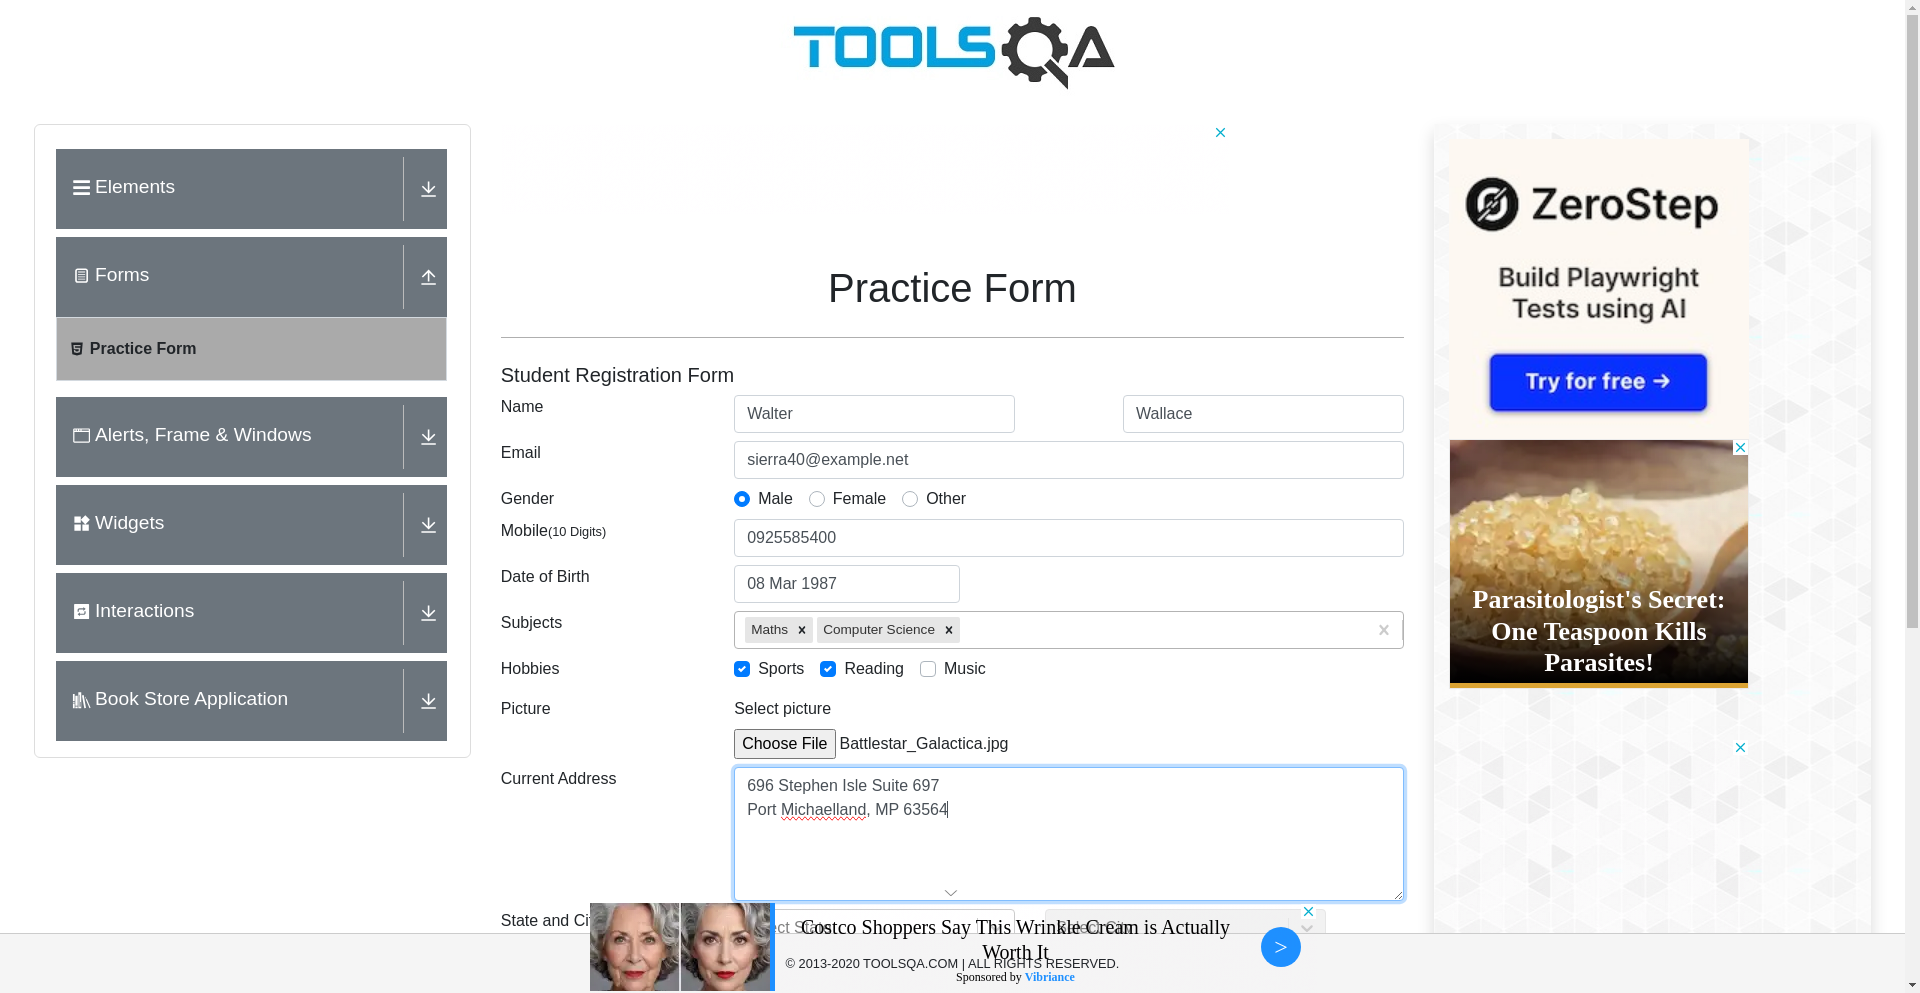 TOOLSQA
Elements
Forms
Practice Form
Alerts, Frame & Windows
Widgets
Interactions
Book Store Application
Practice Form
Student Registration Form
Name
Walter
Wallace
Email
sierra40@example.net
Gender
Male
Female
Other
Mobile(10 Digits)
0925585400
Date of Birth
08 Mar 1987
Subjects
Maths
Computer Science
Hobbies
Sports
Reading
Music
Picture
Select picture
Choose File Battlestar_Galactica.jpg
Current Address
696 Stephen Isle Suite 697
Port Michaelland, MP 63564
State and
ZeroStep
Build Playwright
Tests using AI
Try for free →
Parasitologist's Secret:
One Teaspoon Kills
Parasites!
Costco Shoppers Say This Wrinkle Cream is Actually
Worth It
© 2013-2020 TOOLSQA.COM | ALL RIGHTS RESERVED.
Sponsored by Vibriance